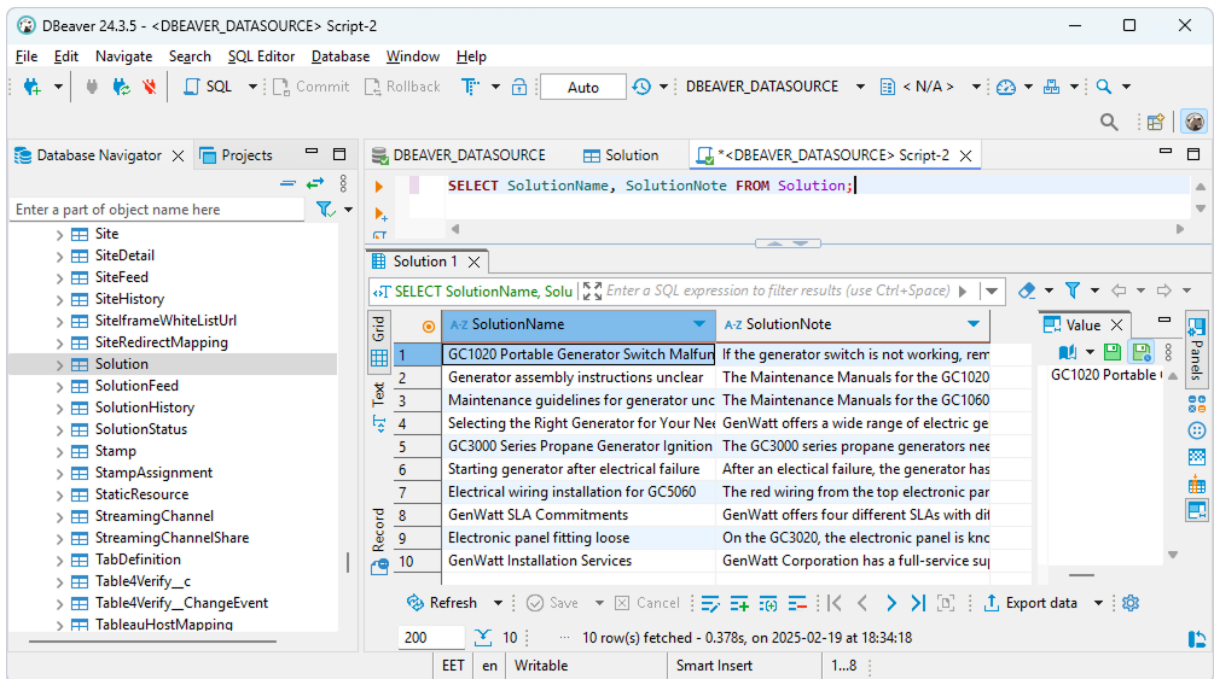 DBeaver 24.3.5 - <DBEAVER_DATASOURCE> Script-2
File Edit Navigate Search SQL Editor Database Window Help
SQL Commit Rollback Auto DBEAVER_DATASOURCE < N/A >
Database Navigator Projects
Enter a part of object name here
Site
SiteDetail
SiteFeed
SiteHistory
SiteIframeWhiteListUrl
SiteRedirectMapping
Solution
SolutionFeed
SolutionHistory
SolutionStatus
Stamp
StampAssignment
StaticResource
StreamingChannel
StreamingChannelShare
TabDefinition
Table4Verify__c
Table4Verify__ChangeEvent
TableauHostMapping
DBEAVER_DATASOURCE Solution *<DBEAVER_DATASOURCE> Script-2
SELECT SolutionName, SolutionNote FROM Solution;
Solution 1
SELECT SolutionName, Solu Enter a SQL expression to filter results (use Ctrl+Space)
Grid
Text
Record
A-Z SolutionName A-Z SolutionNote
1 GC1020 Portable Generator Switch Malfun If the generator switch is not working, rem
2 Generator assembly instructions unclear The Maintenance Manuals for the GC1020
3 Maintenance guidelines for generator unc The Maintenance Manuals for the GC1060
4 Selecting the Right Generator for Your Nee GenWatt offers a wide range of electric ge
5 GC3000 Series Propane Generator Ignition The GC3000 series propane generators nee
6 Starting generator after electrical failure After an electical failure, the generator has
7 Electrical wiring installation for GC5060 The red wiring from the top electronic par
8 GenWatt SLA Commitments GenWatt offers four different SLAs with dif
9 Electronic panel fitting loose On the GC3020, the electronic panel is knc
10 GenWatt Installation Services GenWatt Corporation has a full-service su
Value
GC1020 Portable
Panels
Refresh Save Cancel Export data
200 10 ... 10 row(s) fetched - 0.378s, on 2025-02-19 at 18:34:18
EET en Writable Smart Insert 1...8